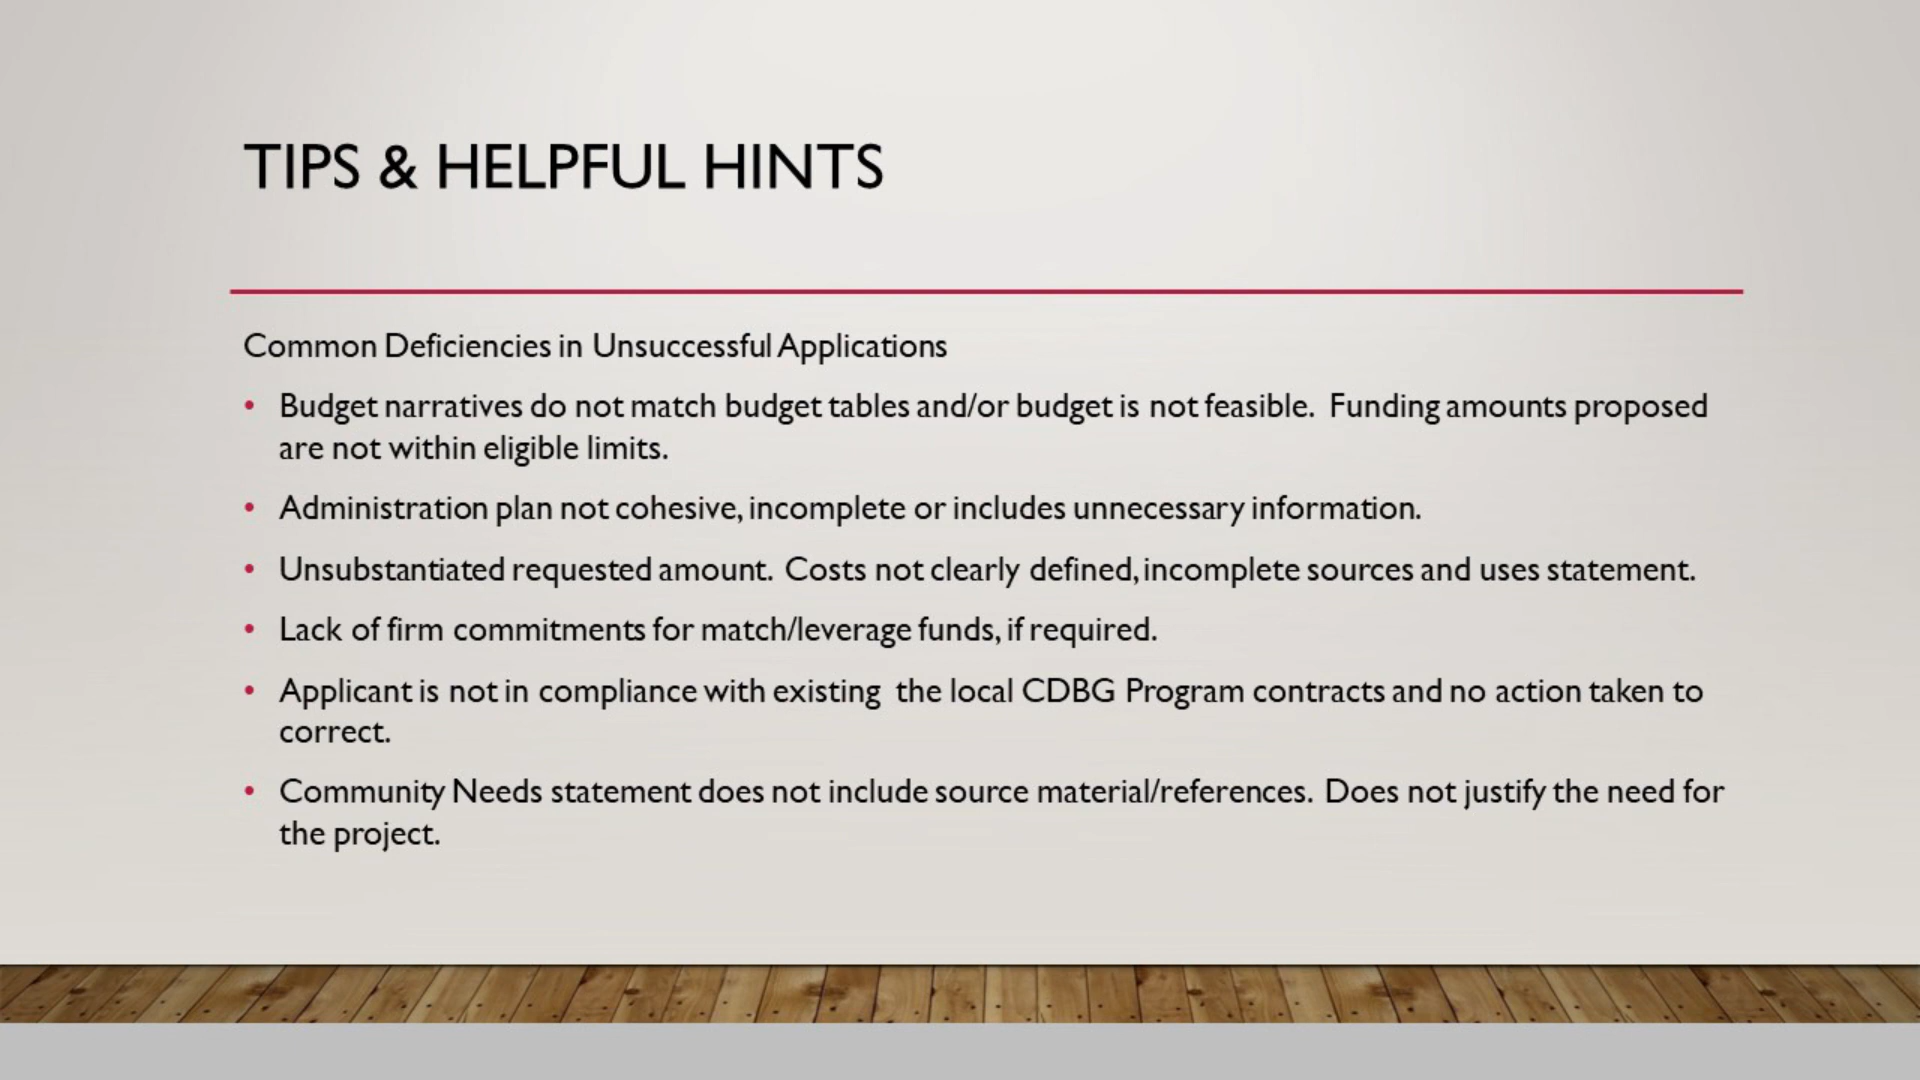 TIPS & HELPFUL HINTS
Common Deficiencies in Unsuccessful Applications
• Budget narratives do not match budget tables and/or budget is not feasible.  Funding amounts proposed
are not within eligible limits.
• Administration plan not cohesive, incomplete or includes unnecessary information.
• Unsubstantiated requested amount.  Costs not clearly defined, incomplete sources and uses statement.
• Lack of firm commitments for match/leverage funds, if required.
• Applicant is not in compliance with existing  the local CDBG Program contracts and no action taken to
correct.
• Community Needs statement does not include source material/references.  Does not justify the need for
the project.